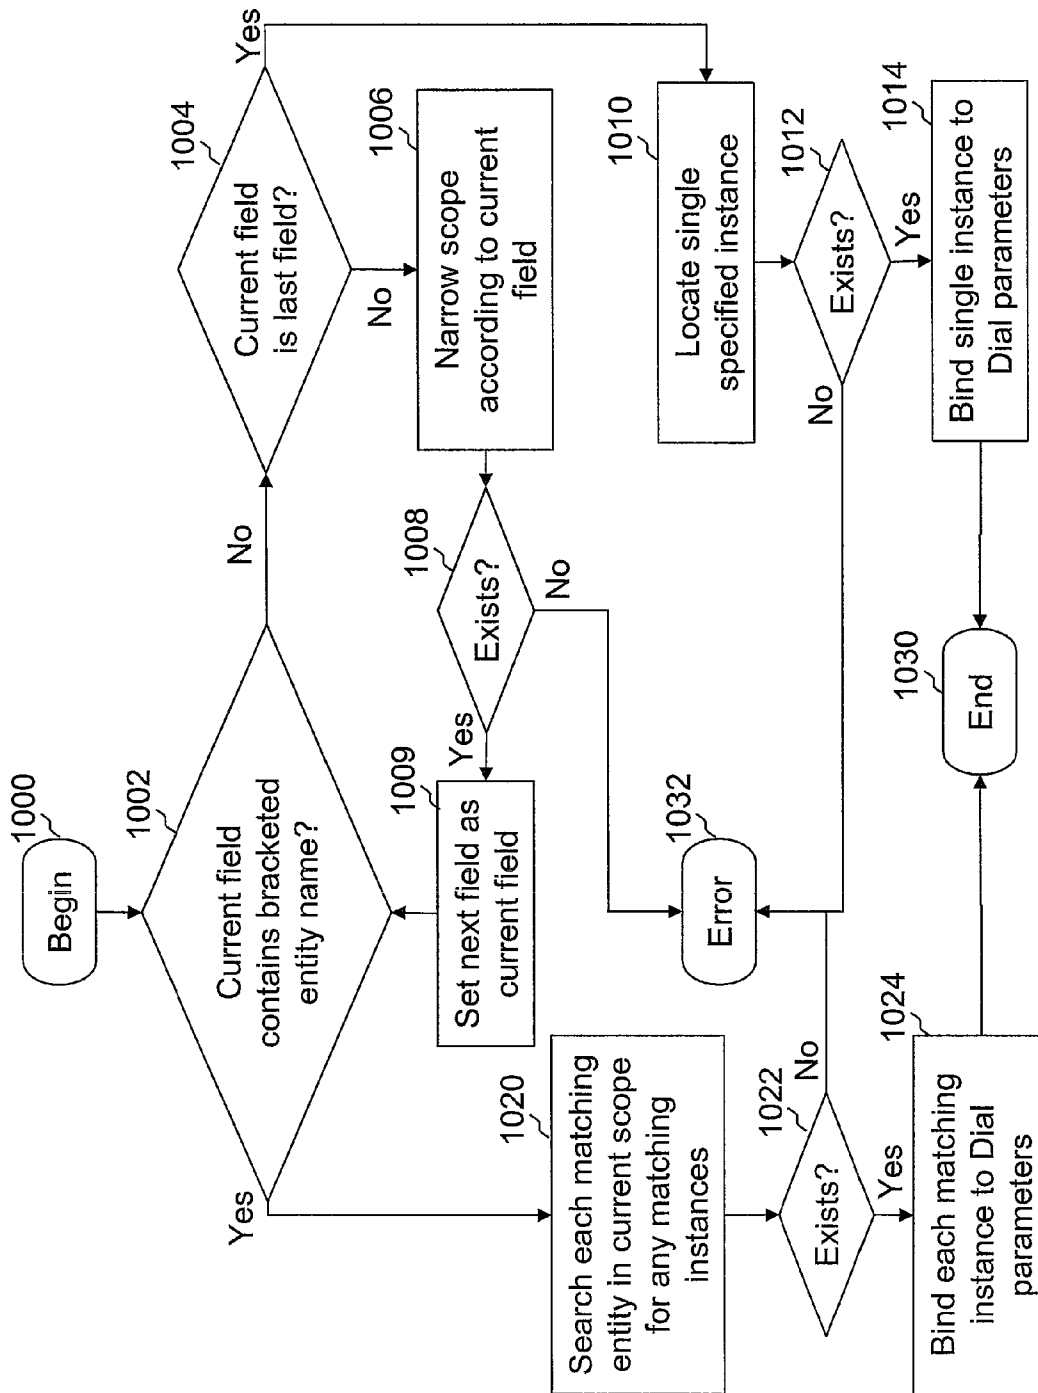 Begin
1000
Current field
contains bracketed
entity name?
1002
Yes
No
Current field
is last field?
1004
Yes
No
Narrow scope
according to current
field
1006
Exists?
1008
Yes
No
Set next field as
current field
1009
Search each matching
entity in current scope
for any matching
instances
1020
Exists?
1022
No
Yes
Bind each matching
instance to Dial
parameters
1024
Error
1032
Locate single
specified instance
1010
Exists?
1012
No
Yes
Bind single instance to
Dial parameters
1014
End
1030